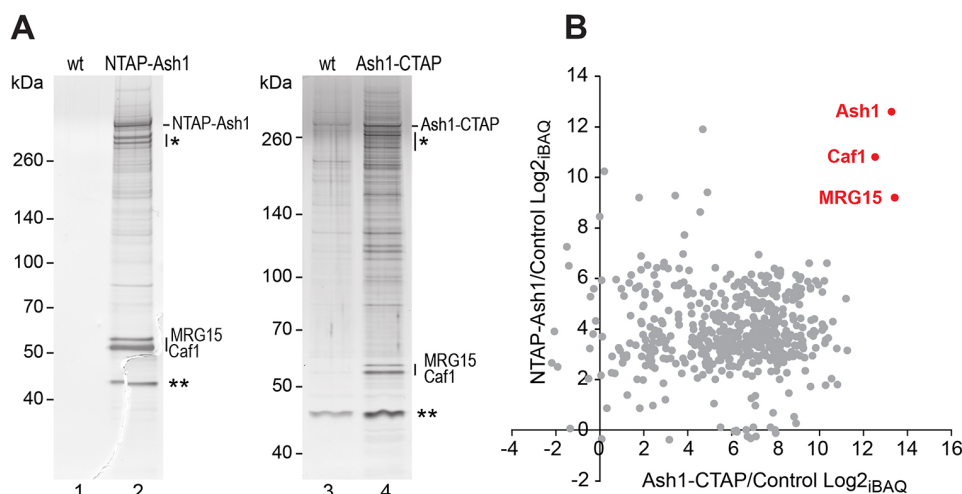 A
wt NTAP-Ash1
kDa
NTAP-Ash1
*
260
140
100
70
50
40
MRG15
Caf1
**
1 2
wt Ash1-CTAP
kDa
Ash1-CTAP
*
260
140
100
70
50
40
MRG15
Caf1
**
3 4
B
NTAP-Ash1/Control Log2iBAQ
14
12
10
8
6
4
2
0
-2
Ash1
Caf1
MRG15
-4 -2 0 2 4 6 8 10 12 14 16
Ash1-CTAP/Control Log2iBAQ